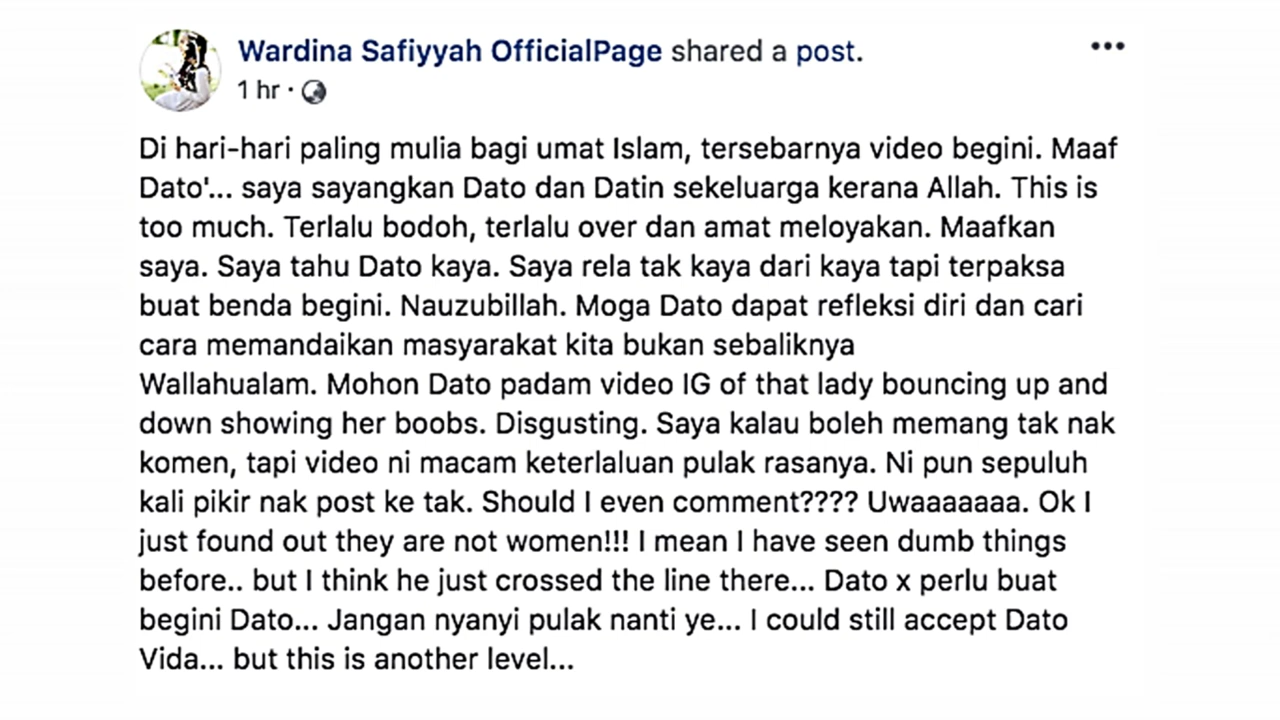 Wardina Safiyyah OfficialPage shared a post.
1 hr ·
Di hari-hari paling mulia bagi umat Islam, tersebarnya video begini. Maaf
Dato'... saya sayangkan Dato dan Datin sekeluarga kerana Allah. This is
too much. Terlalu bodoh, terlalu over dan amat meloyakan. Maafkan
saya. Saya tahu Dato kaya. Saya rela tak kaya dari kaya tapi terpaksa
buat benda begini. Nauzubillah. Moga Dato dapat refleksi diri dan cari
cara memandaikan masyarakat kita bukan sebaliknya
Wallahualam. Mohon Dato padam video IG of that lady bouncing up and
down showing her boobs. Disgusting. Saya kalau boleh memang tak nak
komen, tapi video ni macam keterlaluan pulak rasanya. Ni pun sepuluh
kali pikir nak post ke tak. Should I even comment???? Uwaaaaaaa. Ok I
just found out they are not women!!! I mean I have seen dumb things
before.. but I think he just crossed the line there... Dato x perlu buat
begini Dato... Jangan nyanyi pulak nanti ye... I could still accept Dato
Vida... but this is another level...